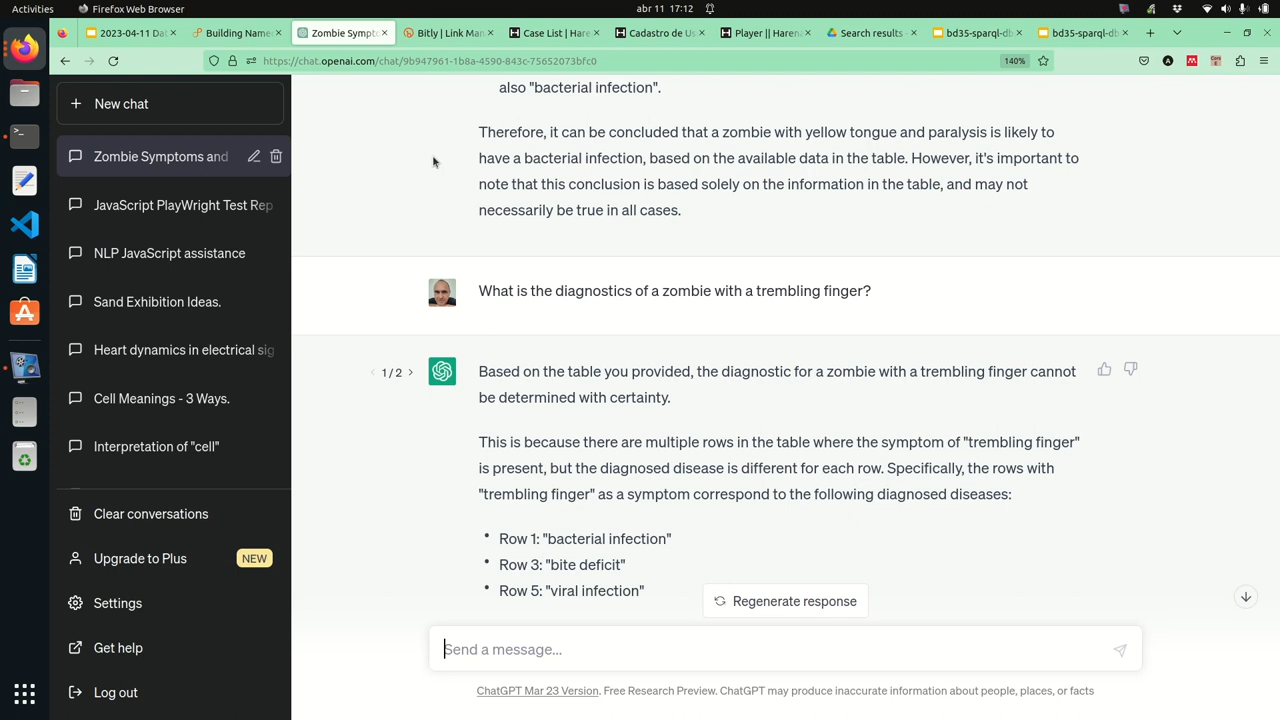 Activities
Firefox Web Browser
abr 11 17:12
2023-04-11 Da
Building Name
Zombie Sympto
Bitly | Link Man
Case List | Hare
Cadastro de Us
Player || Harena
Search results
bd35-sparql-db
bd35-sparql-db
https://chat.openai.com/chat/9b947961-1b8a-4590-843c-75652073bfc0
140%
New chat
Zombie Symptoms and
JavaScript PlayWright Test Rep
NLP JavaScript assistance
Sand Exhibition Ideas.
Heart dynamics in electrical sig
Cell Meanings - 3 Ways.
Interpretation of "cell"
Clear conversations
Upgrade to Plus NEW
Settings
Get help
Log out
also "bacterial infection".
Therefore, it can be concluded that a zombie with yellow tongue and paralysis is likely to
have a bacterial infection, based on the available data in the table. However, it's important to
note that this conclusion is based solely on the information in the table, and may not
necessarily be true in all cases.
What is the diagnostics of a zombie with a trembling finger?
1 / 2
Based on the table you provided, the diagnostic for a zombie with a trembling finger cannot
be determined with certainty.
This is because there are multiple rows in the table where the symptom of "trembling finger"
is present, but the diagnosed disease is different for each row. Specifically, the rows with
"trembling finger" as a symptom correspond to the following diagnosed diseases:
• Row 1: "bacterial infection"
• Row 3: "bite deficit"
• Row 5: "viral infection"
Regenerate response
Send a message...
ChatGPT Mar 23 Version. Free Research Preview. ChatGPT may produce inaccurate information about people, places, or facts